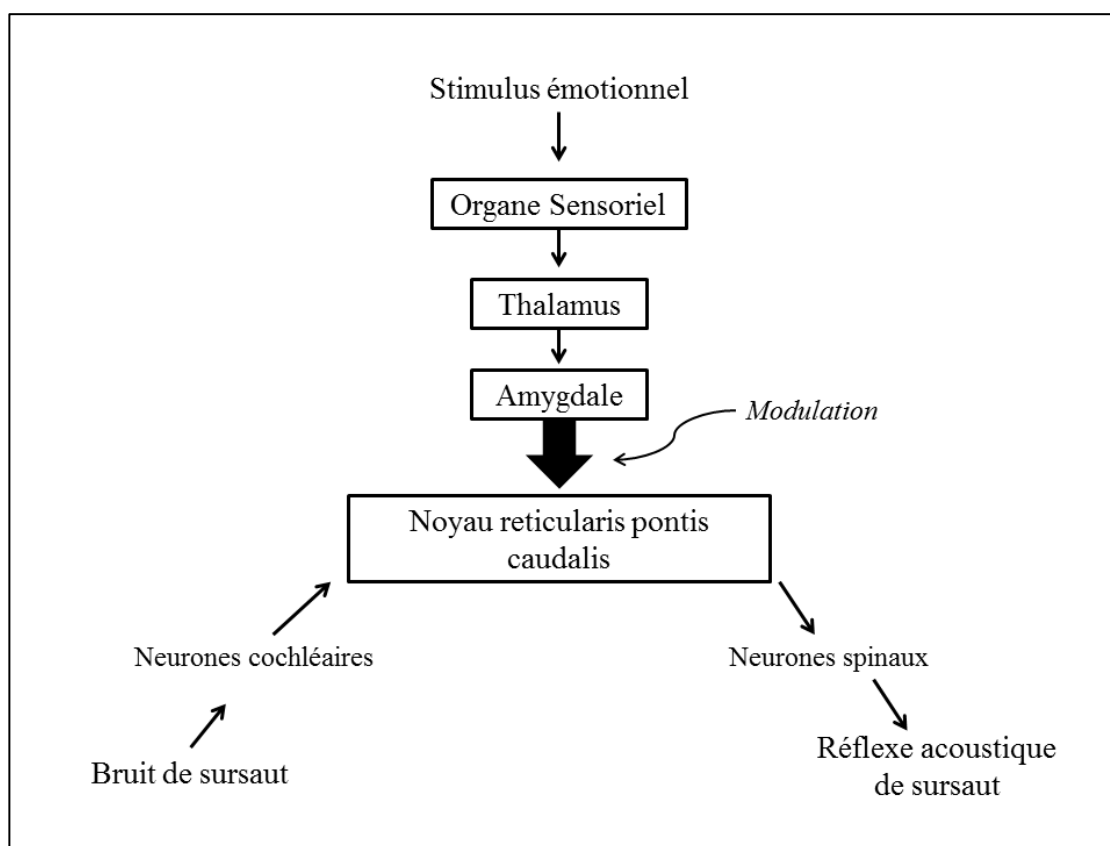 Stimulus émotionnel
Organe Sensoriel
Thalamus
Amygdale
Modulation
Noyau reticularis pontis
caudalis
Neurones cochléaires
Neurones spinaux
Bruit de sursaut
Réflexe acoustique
de sursaut